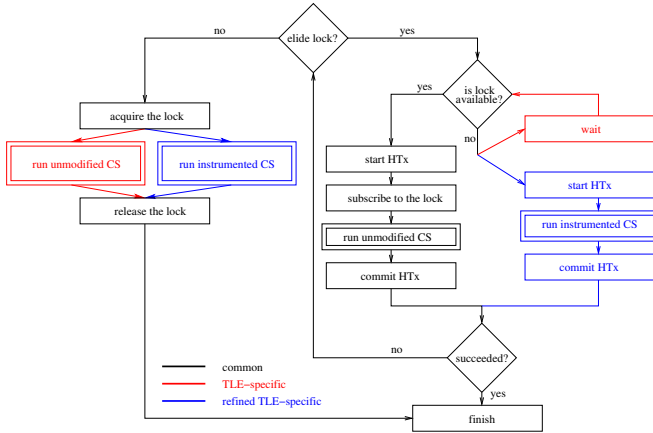 elide lock?
no
yes
is lock
available?
yes
no
acquire the lock
wait
run unmodified CS
run instrumented CS
start HTx
start HTx
subscribe to the lock
release the lock
run unmodified CS
run instrumented CS
commit HTx
commit HTx
no
succeeded?
common
TLE−specific
yes
refined TLE−specific
finish